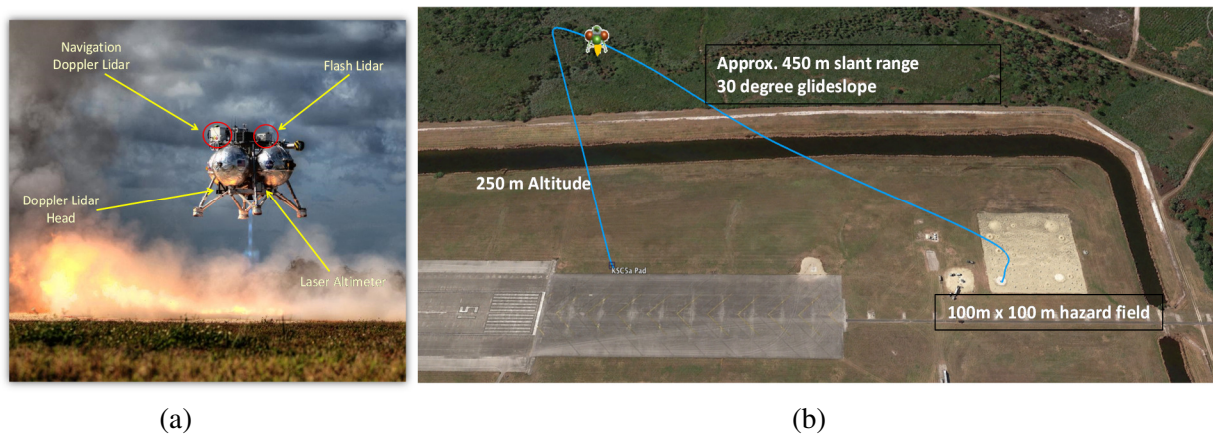 Navigation
Doppler Lidar
Flash Lidar
Doppler Lidar
Head
Laser Altimeter
Approx. 450 m slant range
30 degree glideslope
250 m Altitude
KSC5a Pad
100m x 100 m hazard field
(a)
(b)